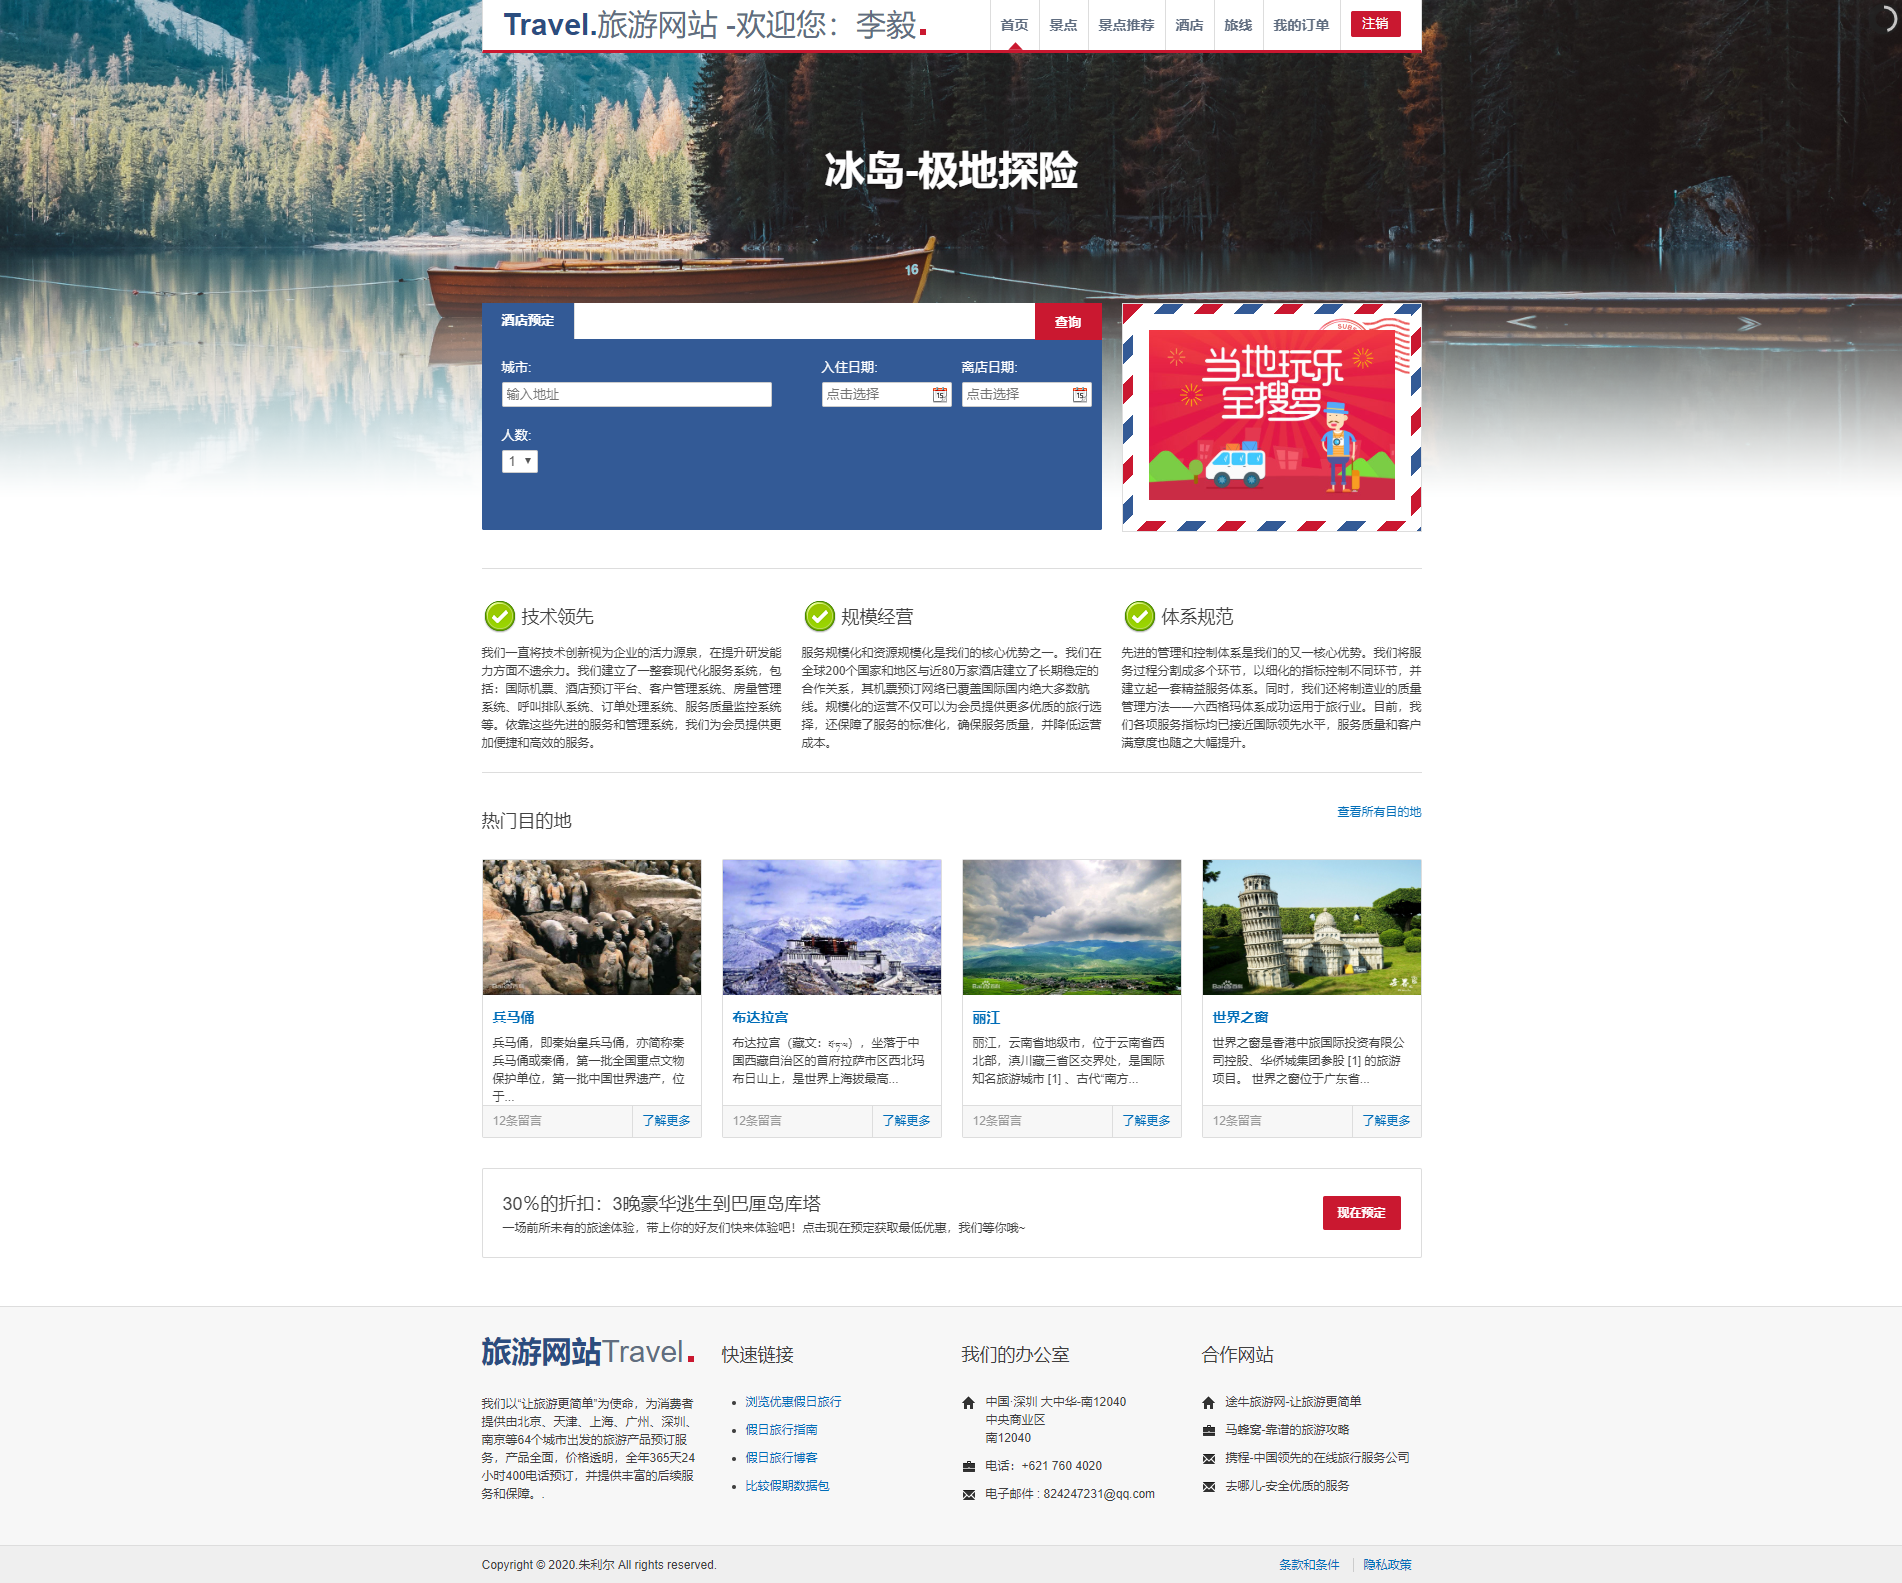 Travel.旅游网站 -欢迎您：李毅.
首页
景点
景点推荐
酒店
旅线
我的订单
注销
冰岛-极地探险
16
酒店预定
查询
城市:
入住日期:
离店日期:
输入地址
点击选择
点击选择
人数:
1
当地玩乐
全搜罗
技术领先
我们一直将技术创新视为企业的活力源泉，在提升研发能
力方面不遗余力。我们建立了一整套现代化服务系统，包
括：国际机票、酒店预订平台、客户管理系统、房量管理
系统、呼叫排队系统、订单处理系统、服务质量监控系统
等。依靠这些先进的服务和管理系统，我们为会员提供更
加便捷和高效的服务。
规模经营
服务规模化和资源规模化是我们的核心优势之一。我们在
全球200个国家和地区与近80万家酒店建立了长期稳定的
合作关系，其机票预订网络已覆盖国际国内绝大多数航
线。规模化的运营不仅可以为会员提供更多优质的旅行选
择，还保障了服务的标准化，确保服务质量，并降低运营
成本。
体系规范
先进的管理和控制体系是我们的又一核心优势。我们将服
务过程分割成多个环节，以细化的指标控制不同环节，并
建立起一套精益服务体系。同时，我们还将制造业的质量
管理方法——六西格玛体系成功运用于旅行业。目前，我
们各项服务指标均已接近国际领先水平，服务质量和客户
满意度也随之大幅提升。
热门目的地
查看所有目的地
兵马俑
兵马俑，即秦始皇兵马俑，亦简称秦
兵马俑或秦俑，第一批全国重点文物
保护单位，第一批中国世界遗产，位
于...
12条留言
了解更多
布达拉宫
布达拉宫（藏文：），坐落于中
国西藏自治区的首府拉萨市区西北玛
布日山上，是世界上海拔最高...
12条留言
了解更多
丽江
丽江，云南省地级市，位于云南省西
北部，滇川藏三省区交界处，是国际
知名旅游城市 [1] 、古代“南方...
12条留言
了解更多
世界之窗
世界之窗是香港中旅国际投资有限公
司控股、华侨城集团参股 [1] 的旅游
项目。 世界之窗位于广东省...
12条留言
了解更多
30%的折扣：3晚豪华逃生到巴厘岛库塔
一场前所未有的旅途体验，带上你的好友们快来体验吧！点击现在预定获取最低优惠，我们等你哦~
现在预定
旅游网站Travel.
我们以“让旅游更简单”为使命，为消费者
提供由北京、天津、上海、广州、深圳、
南京等64个城市出发的旅游产品预订服
务，产品全面，价格透明，全年365天24
小时400电话预订，并提供丰富的后续服
务和保障。.
快速链接
浏览优惠假日旅行
假日旅行指南
假日旅行博客
比较假期数据包
我们的办公室
中国·深圳 大中华-南12040
中央商业区
南12040
电话：+621 760 4020
电子邮件 : 824247231@qq.com
合作网站
途牛旅游网-让旅游更简单
马蜂窝-靠谱的旅游攻略
携程-中国领先的在线旅行服务公司
去哪儿-安全优质的服务
Copyright © 2020.朱利尔 All rights reserved.
条款和条件
隐私政策